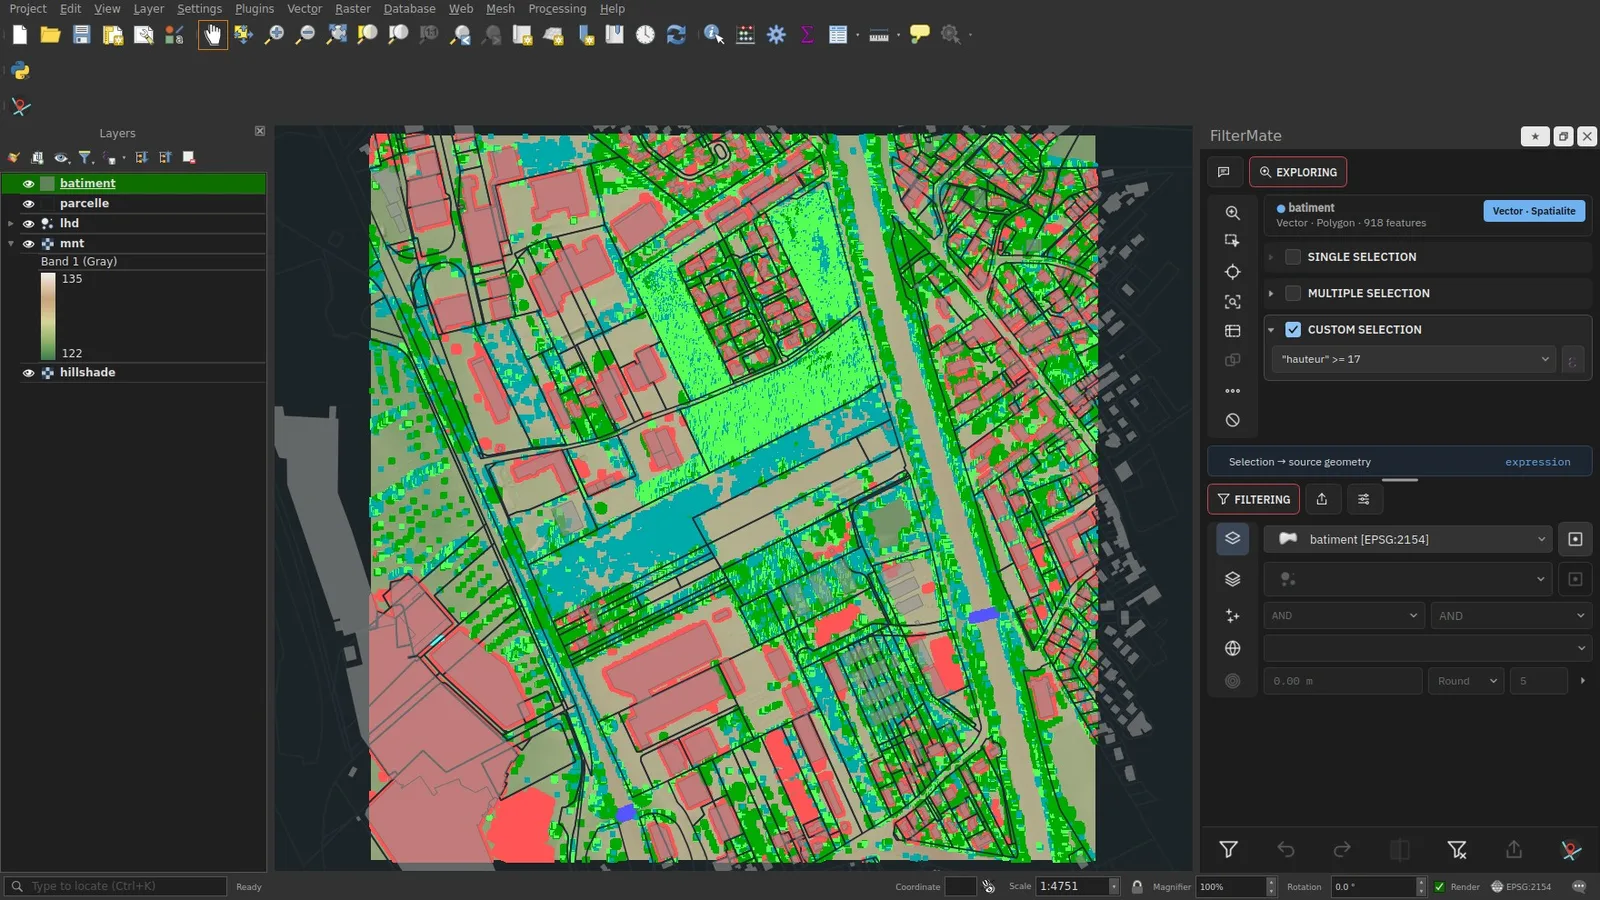 Project Edit View Layer Settings Plugins Vector Raster Database Web Mesh Processing Help
Layers
batiment
parcelle
lhd
mnt
Band 1 (Gray)
135
122
hillshade
FilterMate
EXPLORING
batiment
Vector · Polygon · 918 features
Vector · Spatialite
SINGLE SELECTION
MULTIPLE SELECTION
CUSTOM SELECTION
"hauteur" >= 17
Selection → source geometry expression
FILTERING
batiment [EPSG:2154]
AND AND
0,00 m Round 5
Type to locate (Ctrl+K) Ready Coordinate Scale 1:4751 Magnifier 100% Rotation 0.0 ° Render EPSG:2154